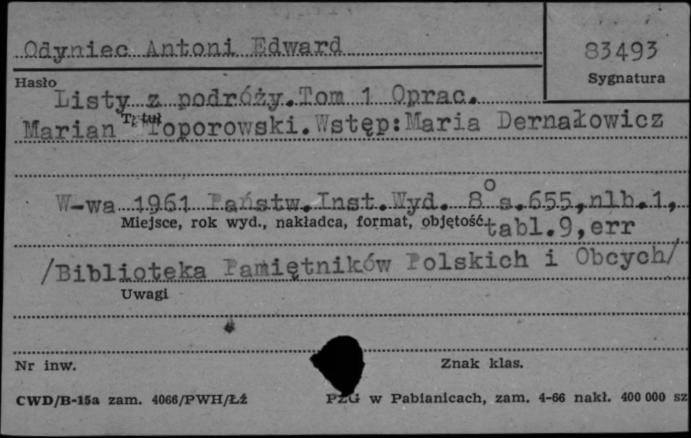 Odyniec Antoni Edward
83493
Sygnatura
Hasło
Listy z podróży.Tom 1 Oprac.
Tytuł
Marian Toporowski.Wstęp:Maria Dernałowicz
W-wa 1961 Państw.Inst.Wyd. 8° s.655,nlb.1,
Miejsce, rok wyd., nakładca, format, objętość
tabl.9,err
/Biblioteka Pamiętników Polskich i Obcych/
Uwagi
Nr inw.
Znak klas.
CWD/B-15a zam. 4066/PWH/Łź
PZG w Pabianicach, zam. 4-66 nakł. 400 000 sz